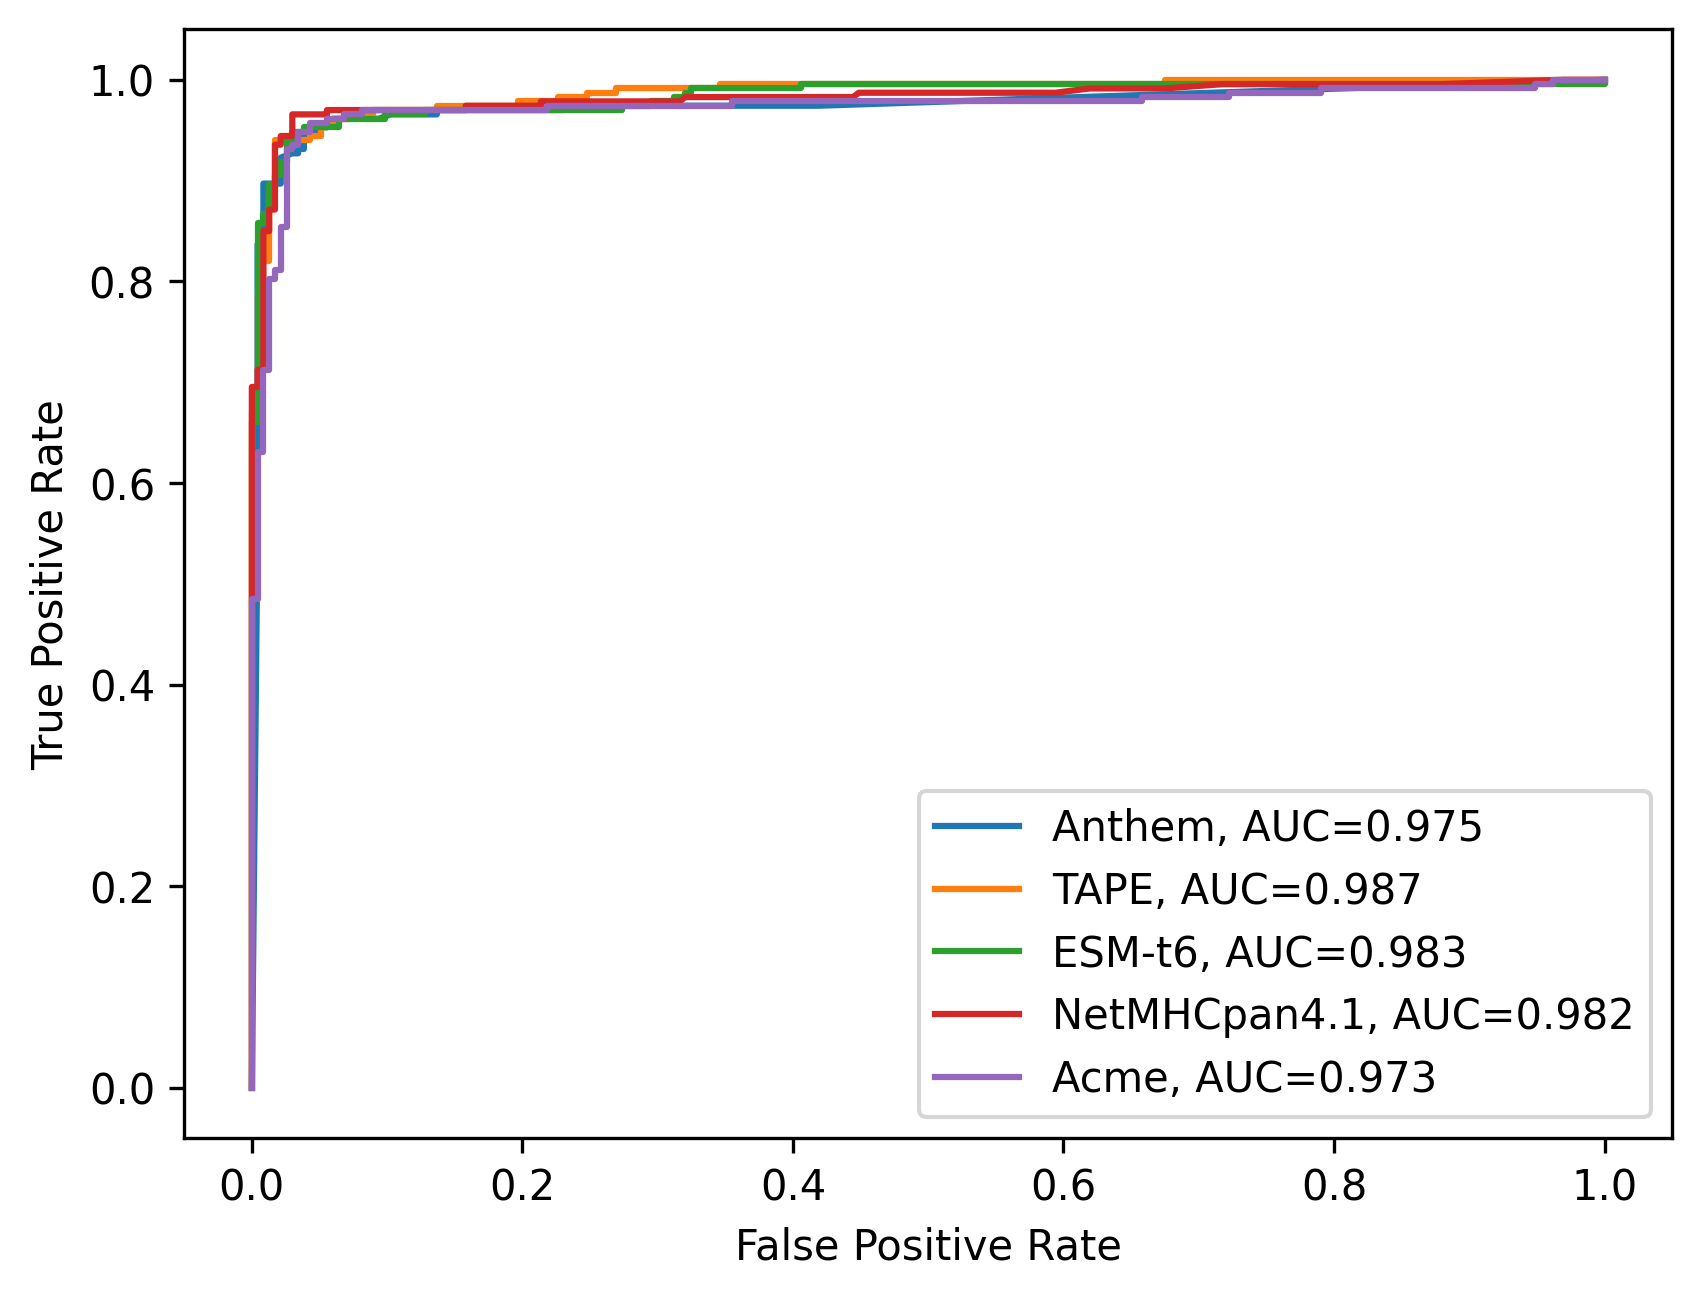 1.0
0.8
0.6
0.4
0.2
0.0
True Positive Rate
Anthem, AUC=0.975
TAPE, AUC=0.987
ESM-t6, AUC=0.983
NetMHCpan4.1, AUC=0.982
Acme, AUC=0.973
0.0 0.2 0.4 0.6 0.8 1.0
False Positive Rate